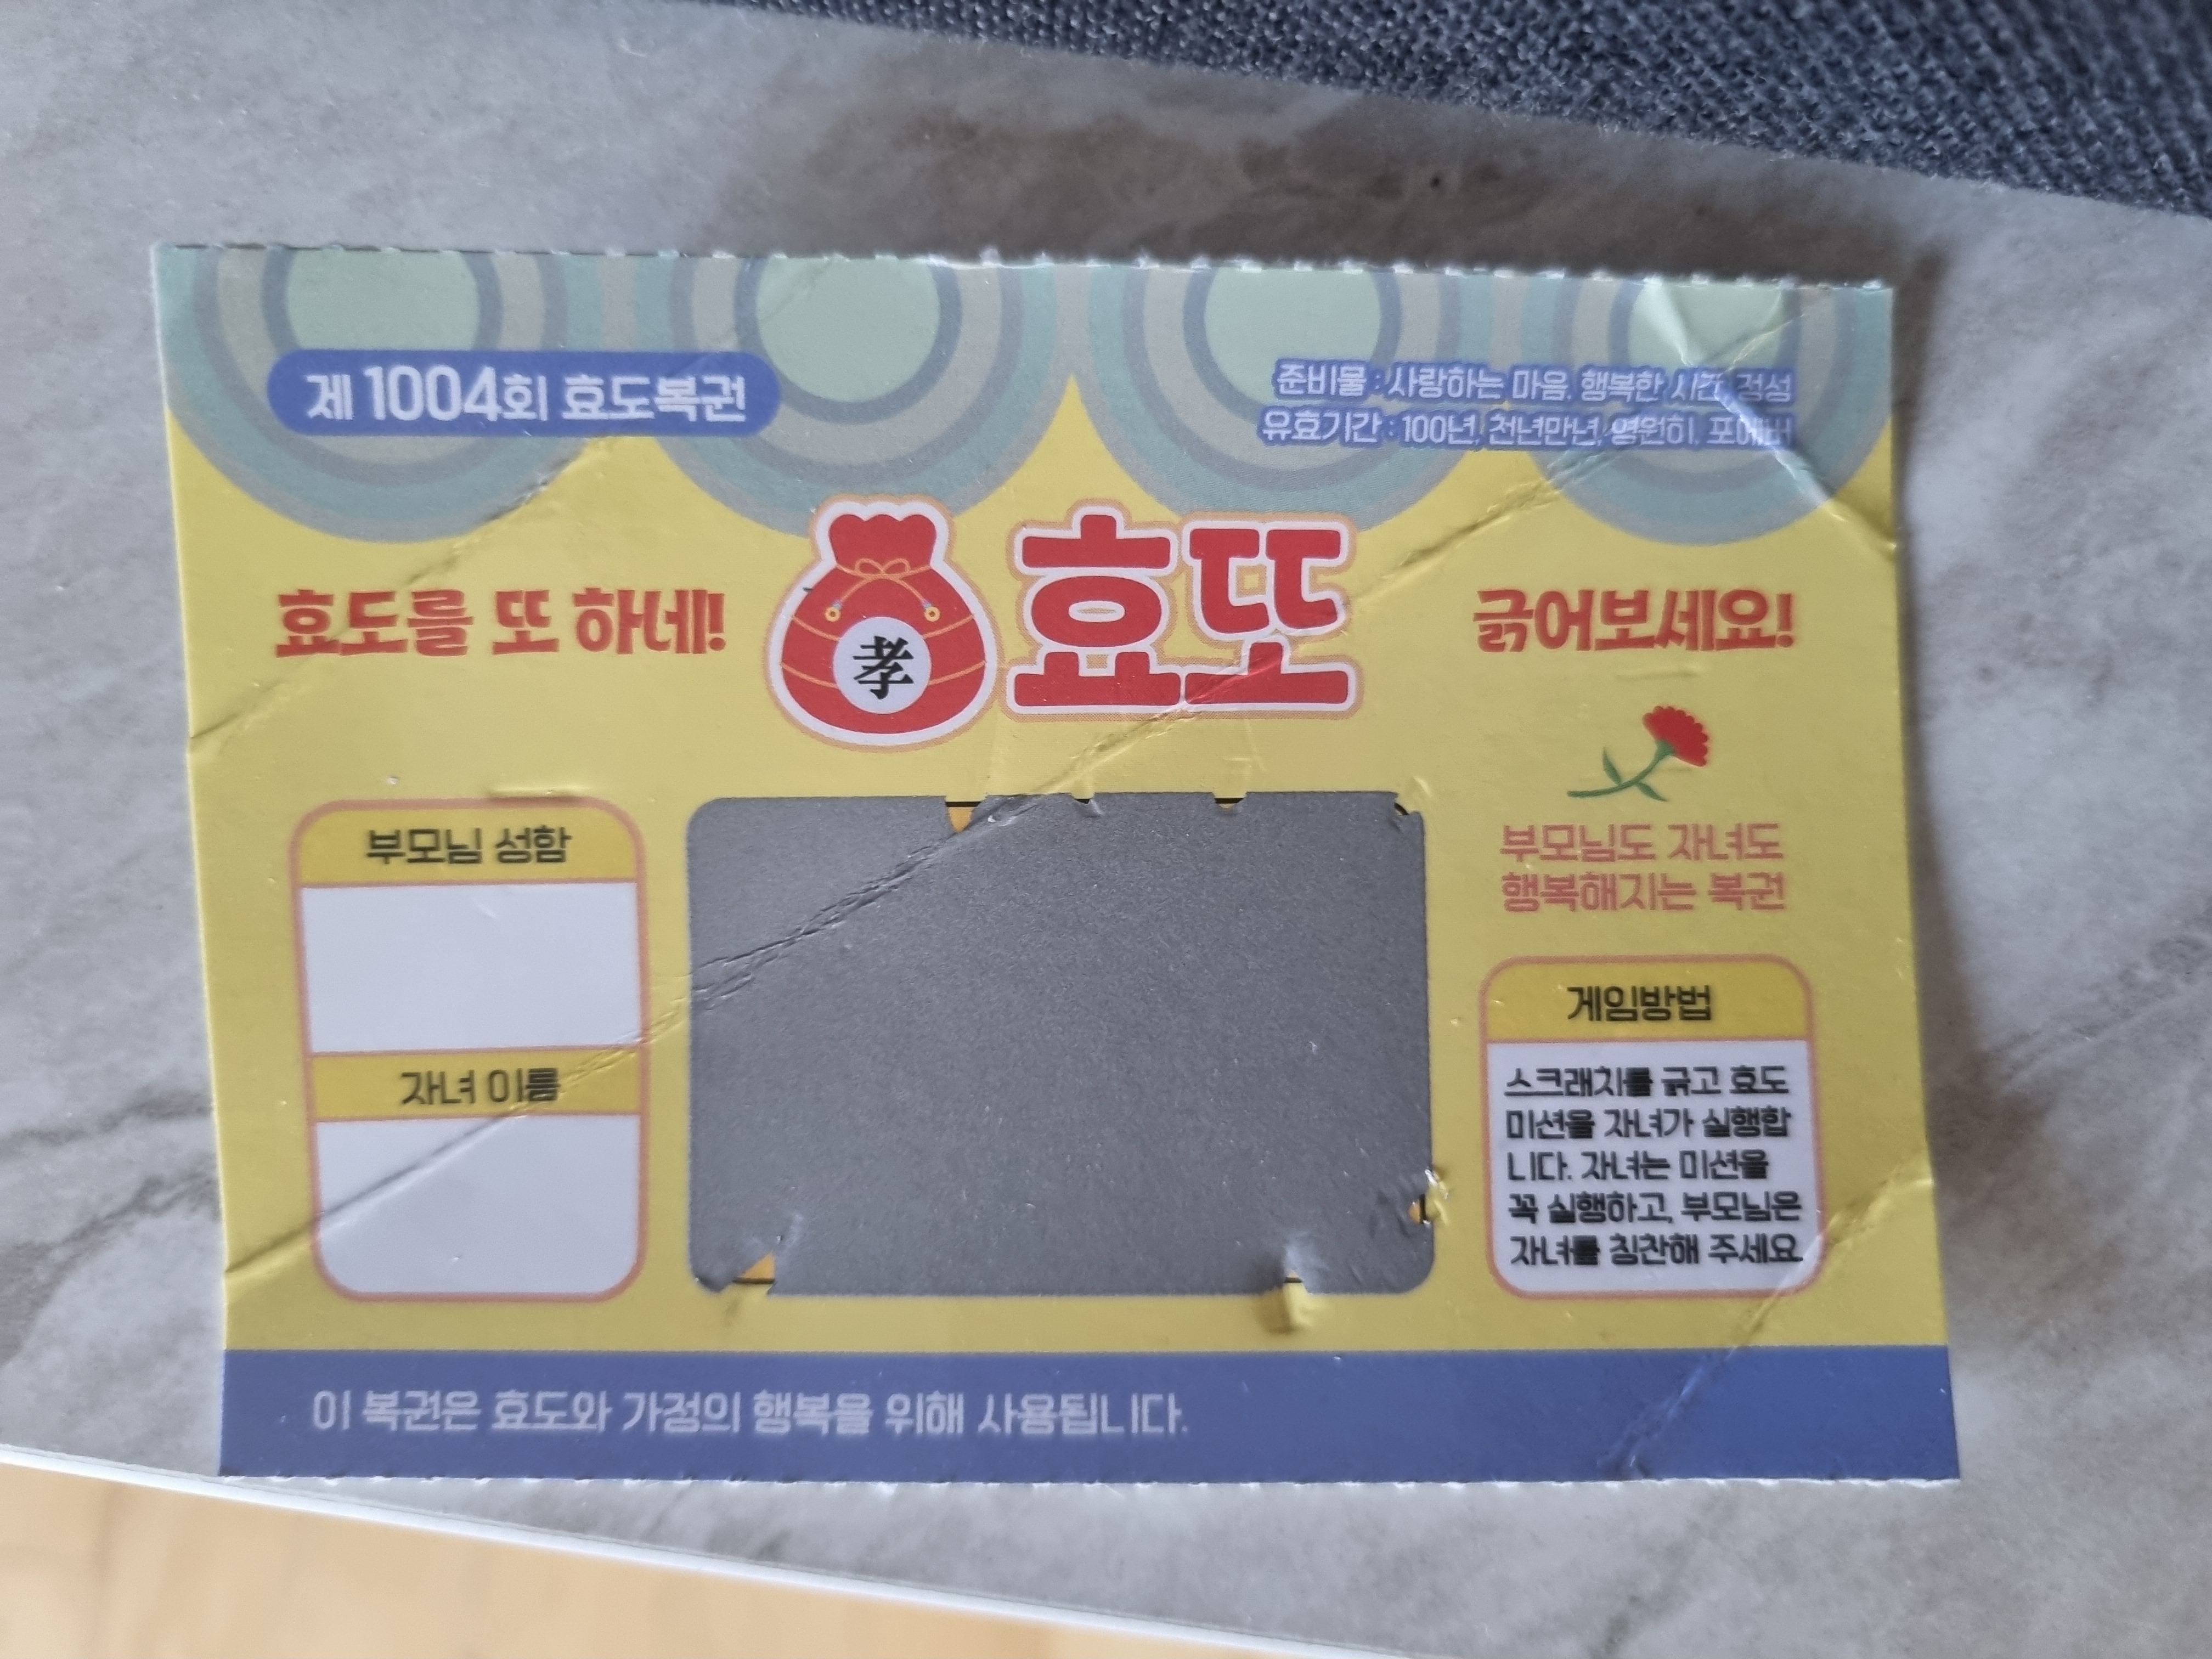 제 1004회 효도복권
준비물 : 사랑하는 마음, 행복한 시간, 정성
유효기간 : 100년, 천년만년, 영원히, 포에버
효도를 또 하네!
孝
효또
긁어보세요!
부모님도 자녀도
행복해지는 복권
부모님 성함
자녀 이름
게임방법
스크래치를 긁고 효도
미션을 자녀가 실행합
니다. 자녀는 미션을
꼭 실행하고, 부모님은
자녀를 칭찬해 주세요.
이 복권은 효도와 가정의 행복을 위해 사용됩니다.